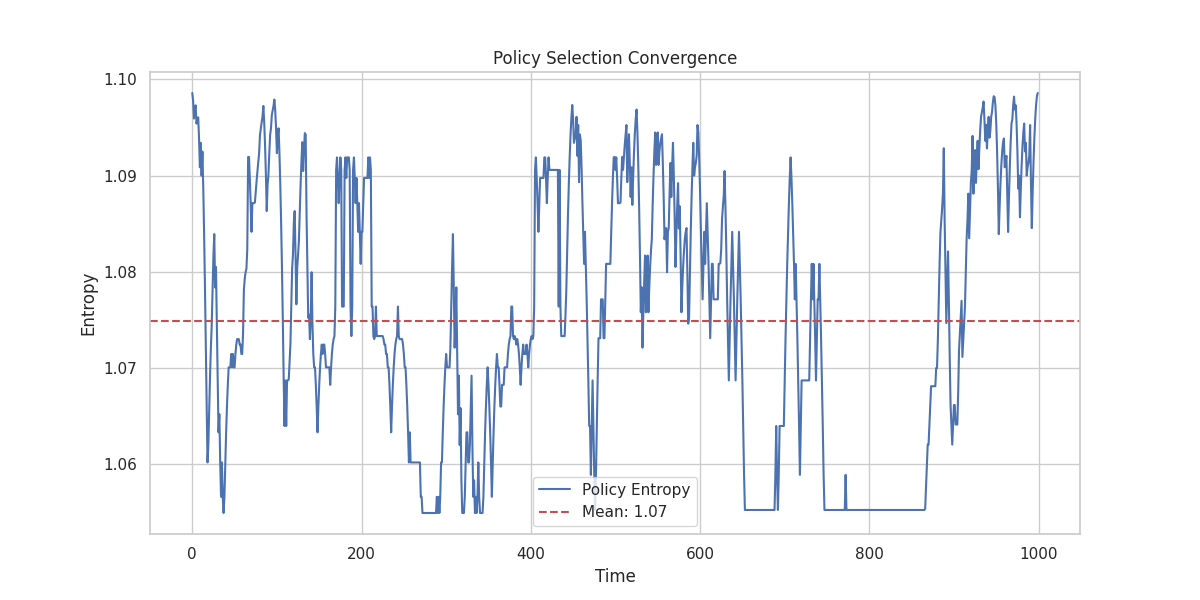 Policy Selection Convergence
Entropy
1.10
1.09
1.08
1.07
1.06
Policy Entropy
Mean: 1.07
0
200
400
600
800
1000
Time